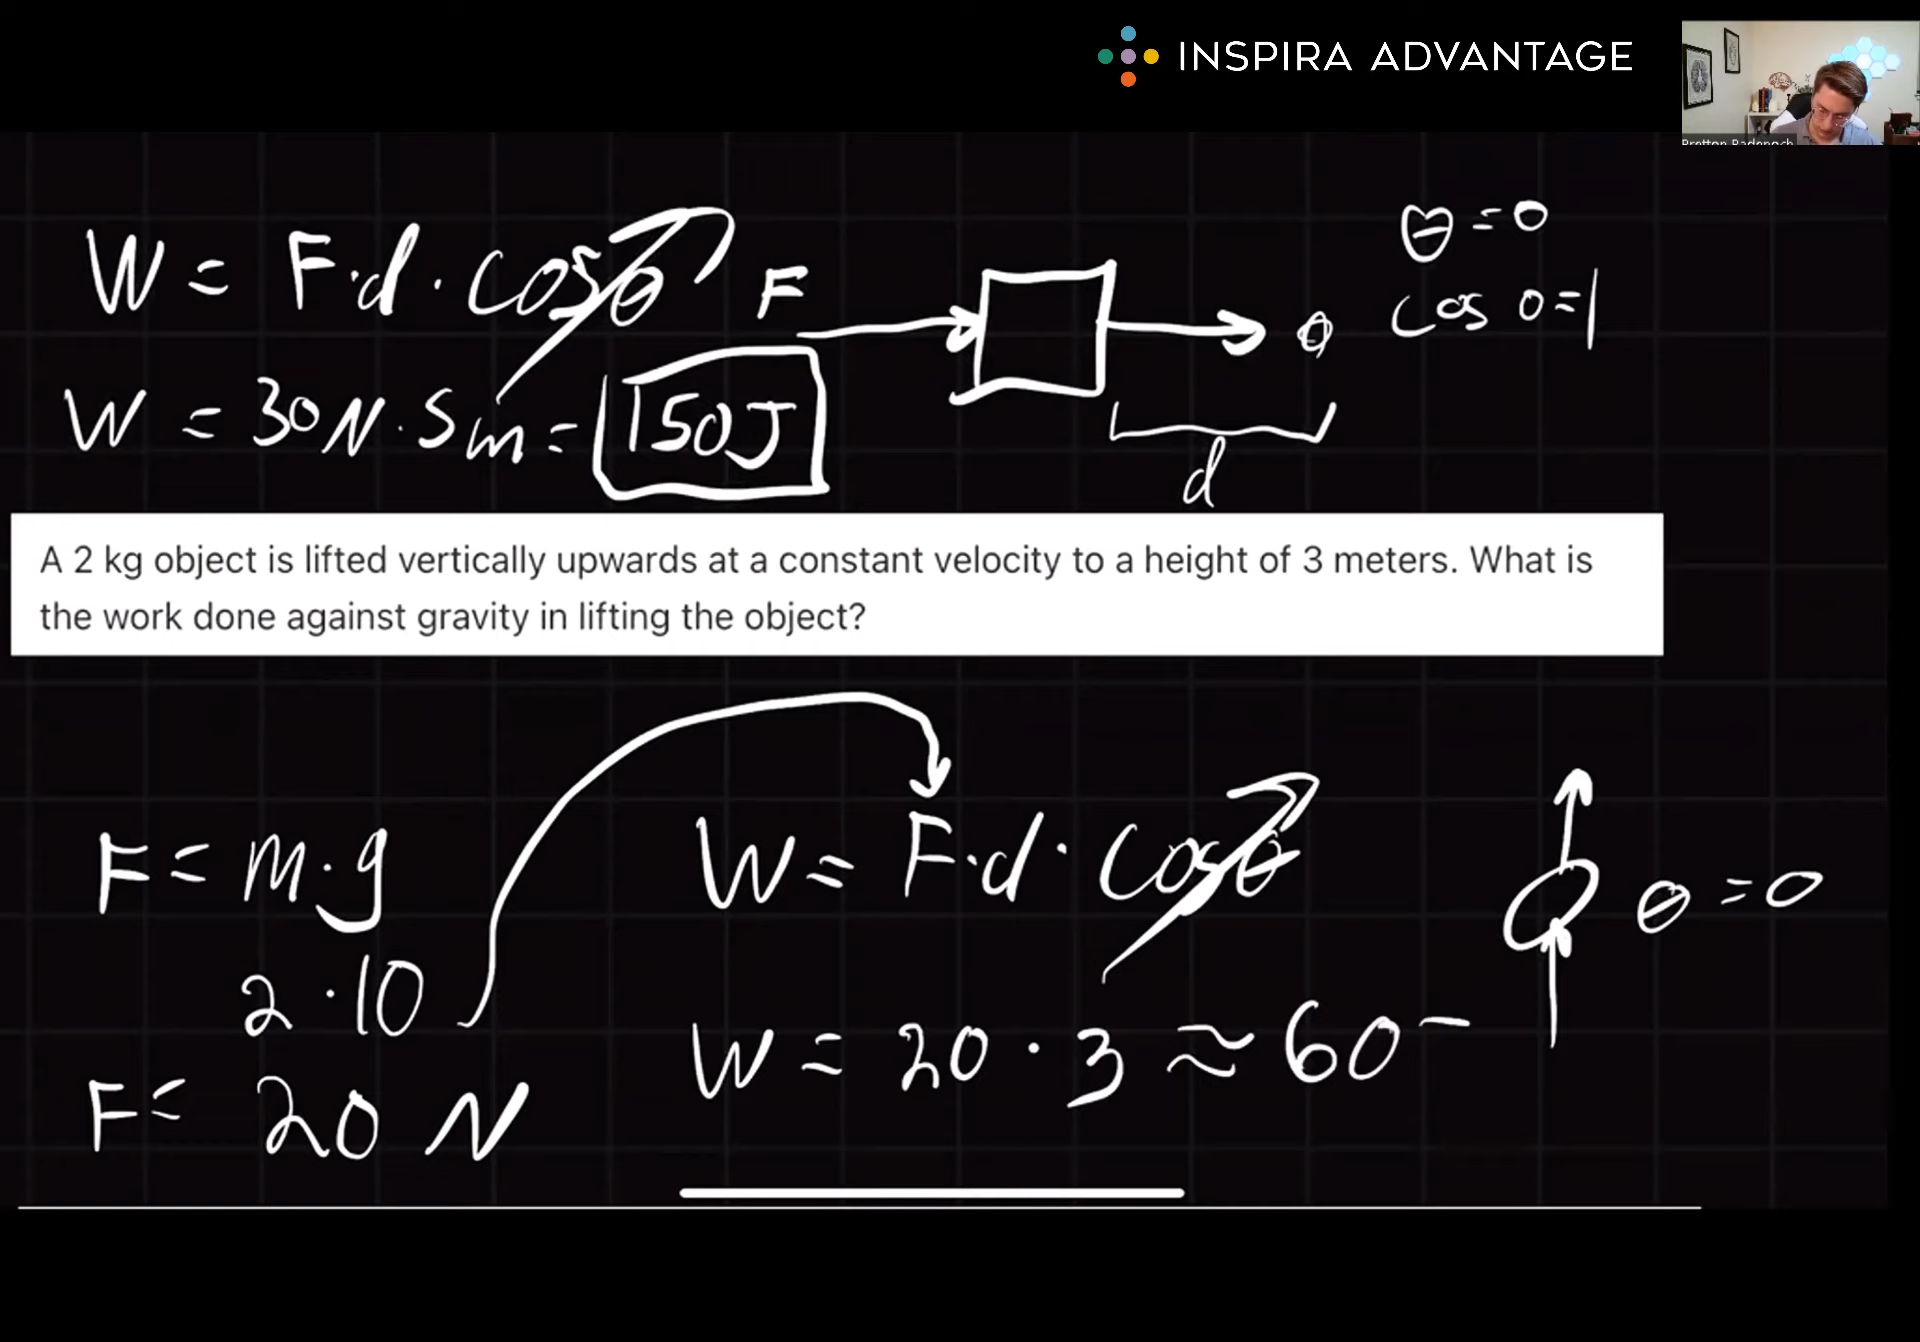 INSPIRA ADVANTAGE
W = F·d·cosθ
F
θ = 0
cos 0 = 1
θ
W = 30N·5m = 150J
d
A 2 kg object is lifted vertically upwards at a constant velocity to a height of 3 meters. What is
the work done against gravity in lifting the object?
F = m·g
W = F·d·cosθ
θ = 0
2·10
W = 20·3 ≈ 60
F = 20 N